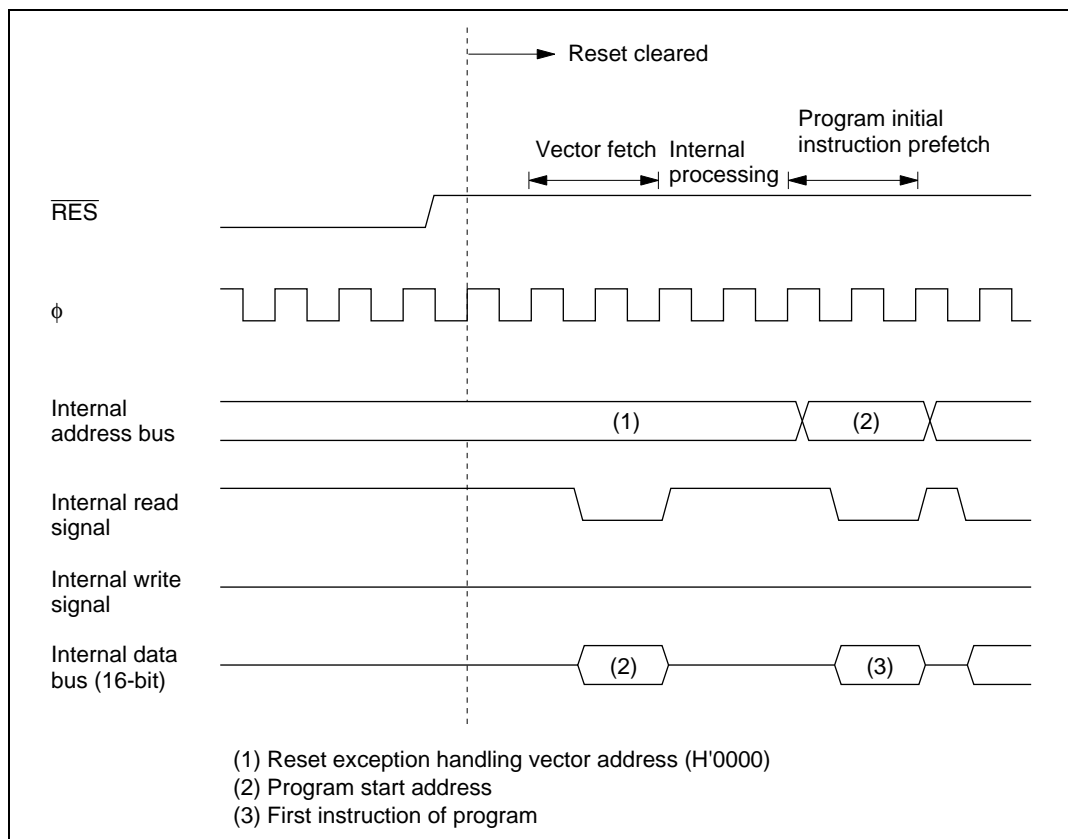 Reset cleared
Program initial
instruction prefetch
Vector fetch
Internal
processing
RES
φ
Internal
address bus
(1)
(2)
Internal read
signal
Internal write
signal
Internal data
bus (16-bit)
(2)
(3)
(1) Reset exception handling vector address (H'0000)
(2) Program start address
(3) First instruction of program